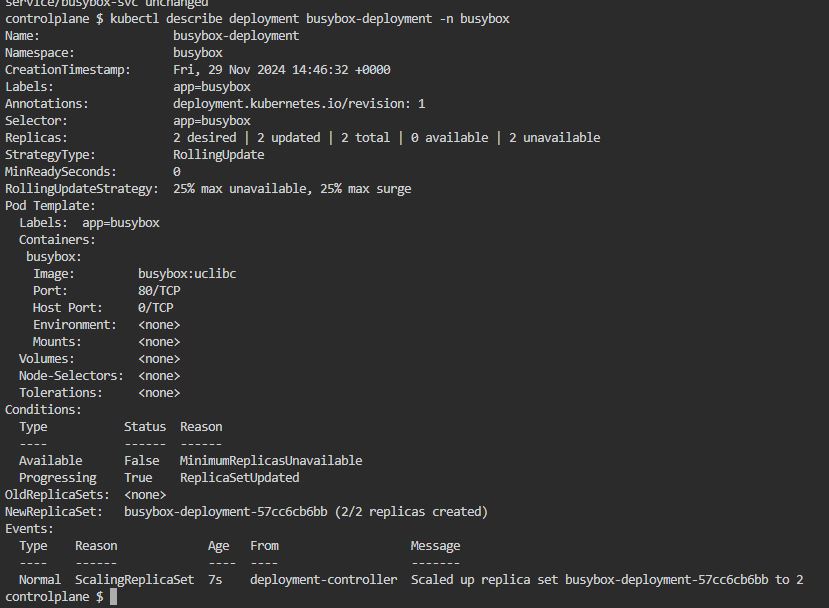 service/busybox-svc unchanged
controlplane $ kubectl describe deployment busybox-deployment -n busybox
Name:                   busybox-deployment
Namespace:              busybox
CreationTimestamp:      Fri, 29 Nov 2024 14:46:32 +0000
Labels:                 app=busybox
Annotations:            deployment.kubernetes.io/revision: 1
Selector:               app=busybox
Replicas:               2 desired | 2 updated | 2 total | 0 available | 2 unavailable
StrategyType:           RollingUpdate
MinReadySeconds:        0
RollingUpdateStrategy:  25% max unavailable, 25% max surge
Pod Template:
  Labels:  app=busybox
  Containers:
   busybox:
    Image:         busybox:uclibc
    Port:          80/TCP
    Host Port:     0/TCP
    Environment:   <none>
    Mounts:        <none>
  Volumes:         <none>
  Node-Selectors:  <none>
  Tolerations:     <none>
Conditions:
  Type           Status  Reason
  ----           ------  ------
  Available      False   MinimumReplicasUnavailable
  Progressing    True    ReplicaSetUpdated
OldReplicaSets:  <none>
NewReplicaSet:   busybox-deployment-57cc6cb6bb (2/2 replicas created)
Events:
  Type    Reason             Age   From                   Message
  ----    ------             ----  ----                   -------
  Normal  ScalingReplicaSet  7s    deployment-controller  Scaled up replica set busybox-deployment-57cc6cb6bb to 2
controlplane $